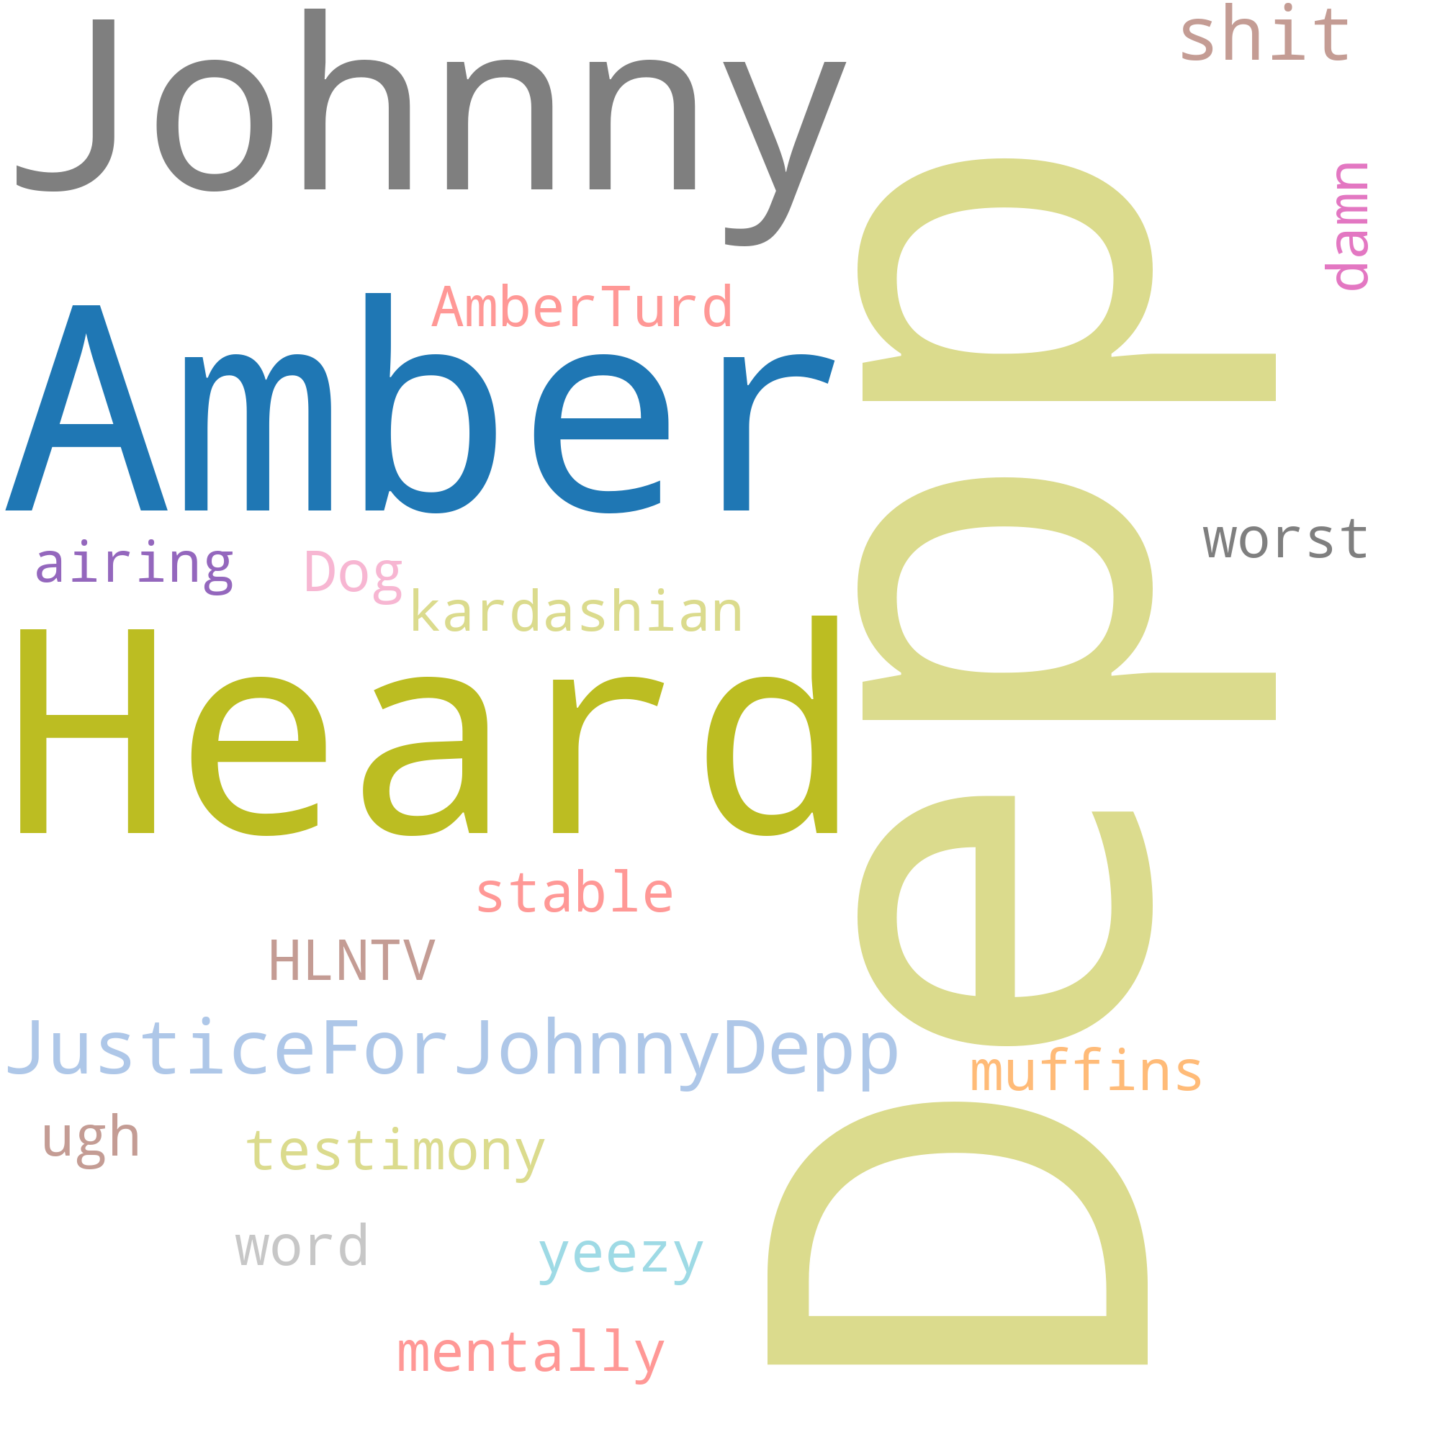 Johnny
shit
damn
AmberTurd
Amber
Depp
worst
airing
Dog
kardashian
Heard
stable
HLNTV
JusticeForJohnnyDepp
muffins
ugh
testimony
word
yeezy
mentally